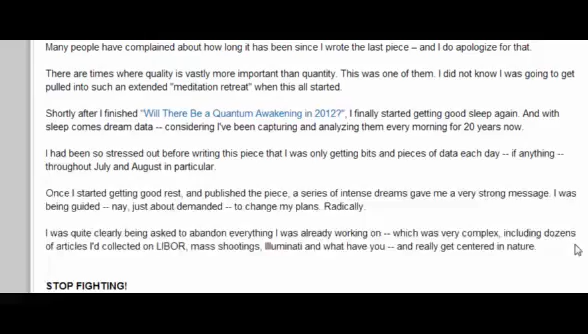 Many people have complained about how long it has been since I wrote the last piece – and I do apologize for that.
There are times where quality is vastly more important than quantity. This was one of them. I did not know I was going to get
pulled into such an extended "meditation retreat" when this all started.
Shortly after I finished "Will There Be a Quantum Awakening in 2012?", I finally started getting good sleep again. And with
sleep comes dream data -- considering I've been capturing and analyzing them every morning for 20 years now.
I had been so stressed out before writing this piece that I was only getting bits and pieces of data each day -- if anything --
throughout July and August in particular.
Once I started getting good rest, and published the piece, a series of intense dreams gave me a very strong message. I was
being guided -- nay, just about demanded -- to change my plans. Radically.
I was quite clearly being asked to abandon everything I was already working on -- which was very complex, including dozens
of articles I'd collected on LIBOR, mass shootings, Illuminati and what have you -- and really get centered in nature.
STOP FIGHTING!